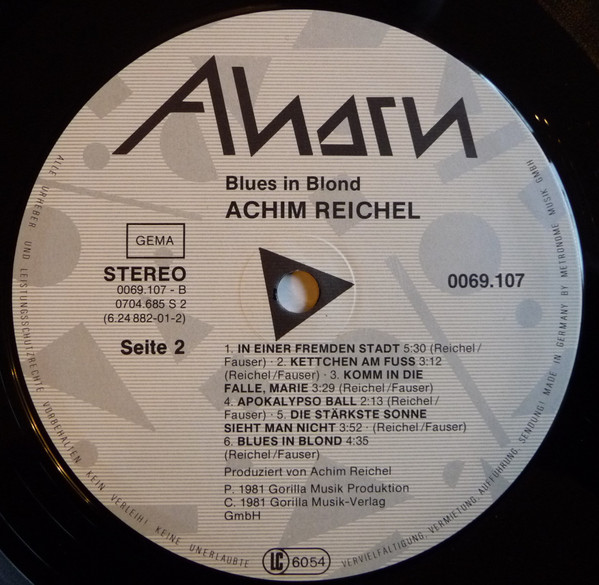 Ahorn
Blues in Blond
ACHIM REICHEL
GEMA
STEREO
0069.107 - B
0704.685 S 2
(6.24 882-01-2)
0069.107
Seite 2
1. IN EINER FREMDEN STADT 5:30 (Reichel/
Fauser) · 2. KETTCHEN AM FUSS 3:12
(Reichel/Fauser) · 3. KOMM IN DIE
FALLE, MARIE 3:29 (Reichel/Fauser)
4. APOKALYPSO BALL 2:13 (Reichel/
Fauser) · 5. DIE STÄRKSTE SONNE
SIEHT MAN NICHT 3:52 · (Reichel/Fauser)
6. BLUES IN BLOND 4:35
(Reichel/Fauser)
Produziert von Achim Reichel
P. 1981 Gorilla Musik Produktion
C. 1981 Gorilla Musik-Verlag
GmbH
LC 6054
ALLE URHEBER UND LEISTUNGSSCHUTZRECHTE VORBEHALTEN KEIN VERLEIH! KEINE UNERLAUBTE VERVIELFÄLTIGUNG, VERMIETUNG, AUFFÜHRUNG, SENDUNG! MADE IN GERMANY BY METRONOME MUSIK GMBH